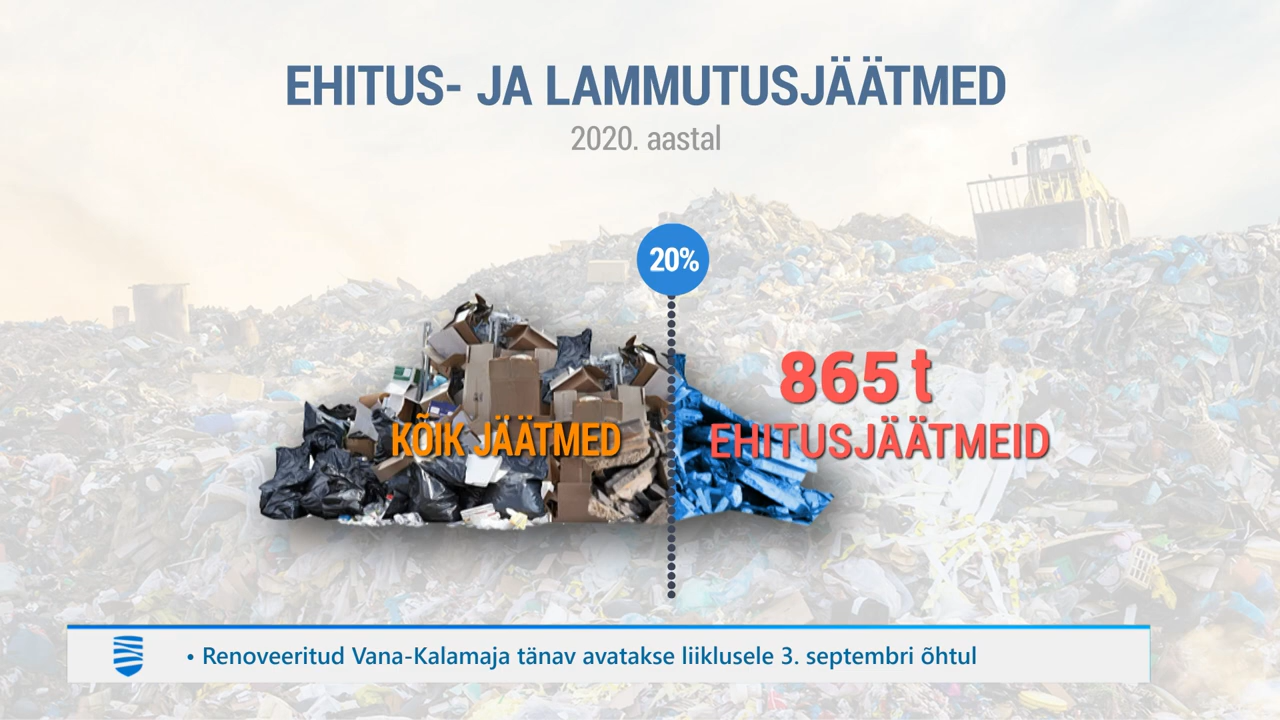 EHITUS- JA LAMMUTUSJÄÄTMED
2020. aastal
20%
865 t
KÕIK JÄÄTMED
EHITUSJÄÄTMEID
• Renoveeritud Vana-Kalamaja tänav avatakse liiklusele 3. septembri õhtul